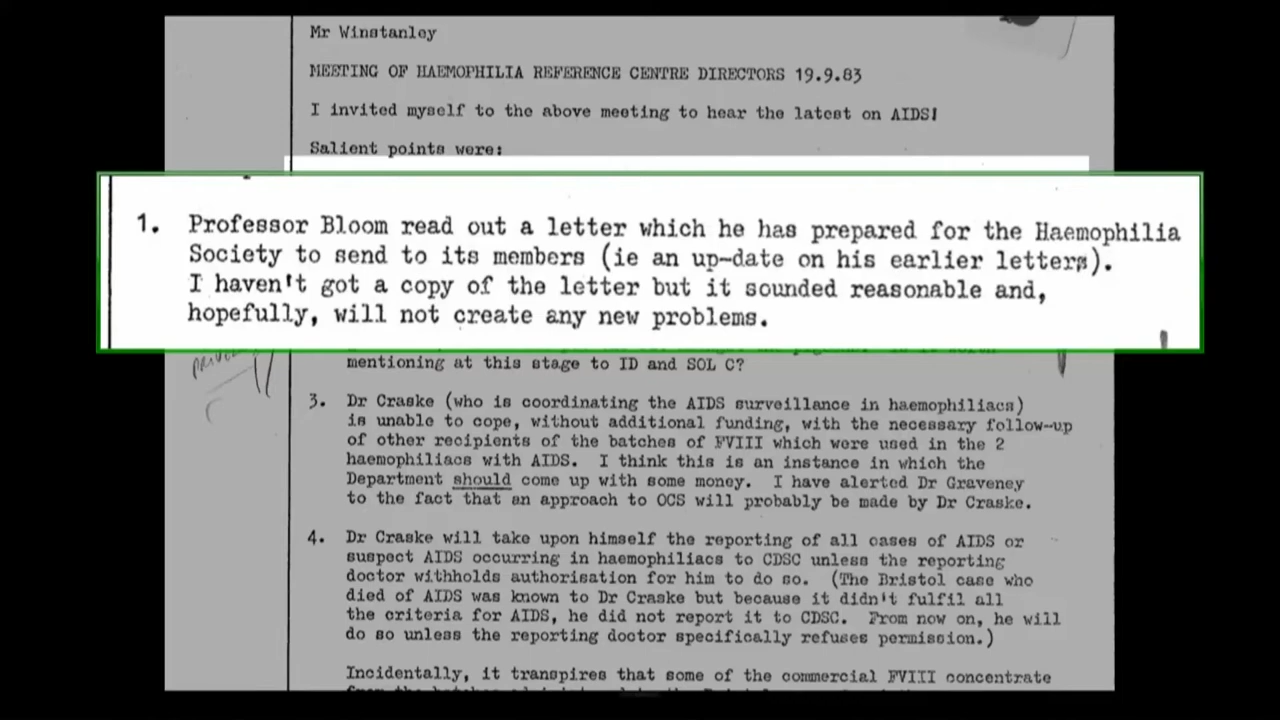 Mr Winstanley
MEETING OF HAEMOPHILIA REFERENCE CENTRE DIRECTORS 19.9.83
I invited myself to the above meeting to hear the latest on AIDS!
Salient points were:
1. Professor Bloom read out a letter which he has prepared for the Haemophilia
Society to send to its members (ie an up-date on his earlier letters).
I haven't got a copy of the letter but it sounded reasonable and,
hopefully, will not create any new problems.
mentioning at this stage to ID and SOL C?
3. Dr Craske (who is coordinating the AIDS surveillance in haemophiliacs)
is unable to cope, without additional funding, with the necessary follow-up
of other recipients of the batches of FVIII which were used in the 2
haemophiliacs with AIDS. I think this is an instance in which the
Department should come up with some money. I have alerted Dr Graveney
to the fact that an approach to OCS will probably be made by Dr Craske.
4. Dr Craske will take upon himself the reporting of all cases of AIDS or
suspect AIDS occurring in haemophiliacs to CDSC unless the reporting
doctor withholds authorisation for him to do so. (The Bristol case who
died of AIDS was known to Dr Craske but because it didn't fulfil all
the criteria for AIDS, he did not report it to CDSC. From now on, he will
do so unless the reporting doctor specifically refuses permission.)
Incidentally, it transpires that some of the commercial FVIII concentrate